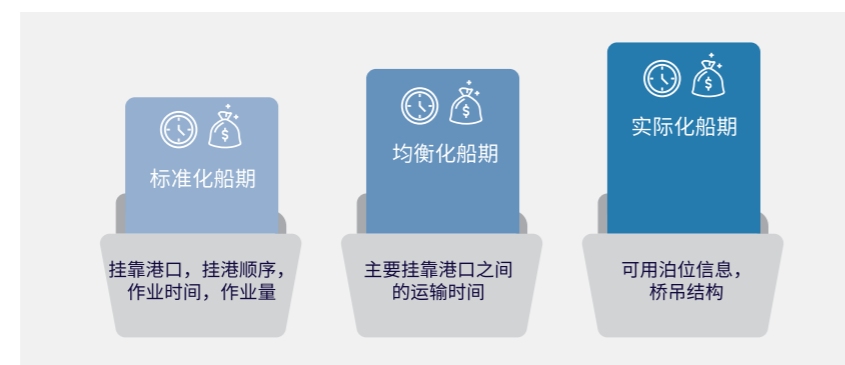 标准化船期
均衡化船期
实际化船期
挂靠港口，挂港顺序，
作业时间，作业量
主要挂靠港口之间
的运输时间
可用泊位信息，
桥吊结构